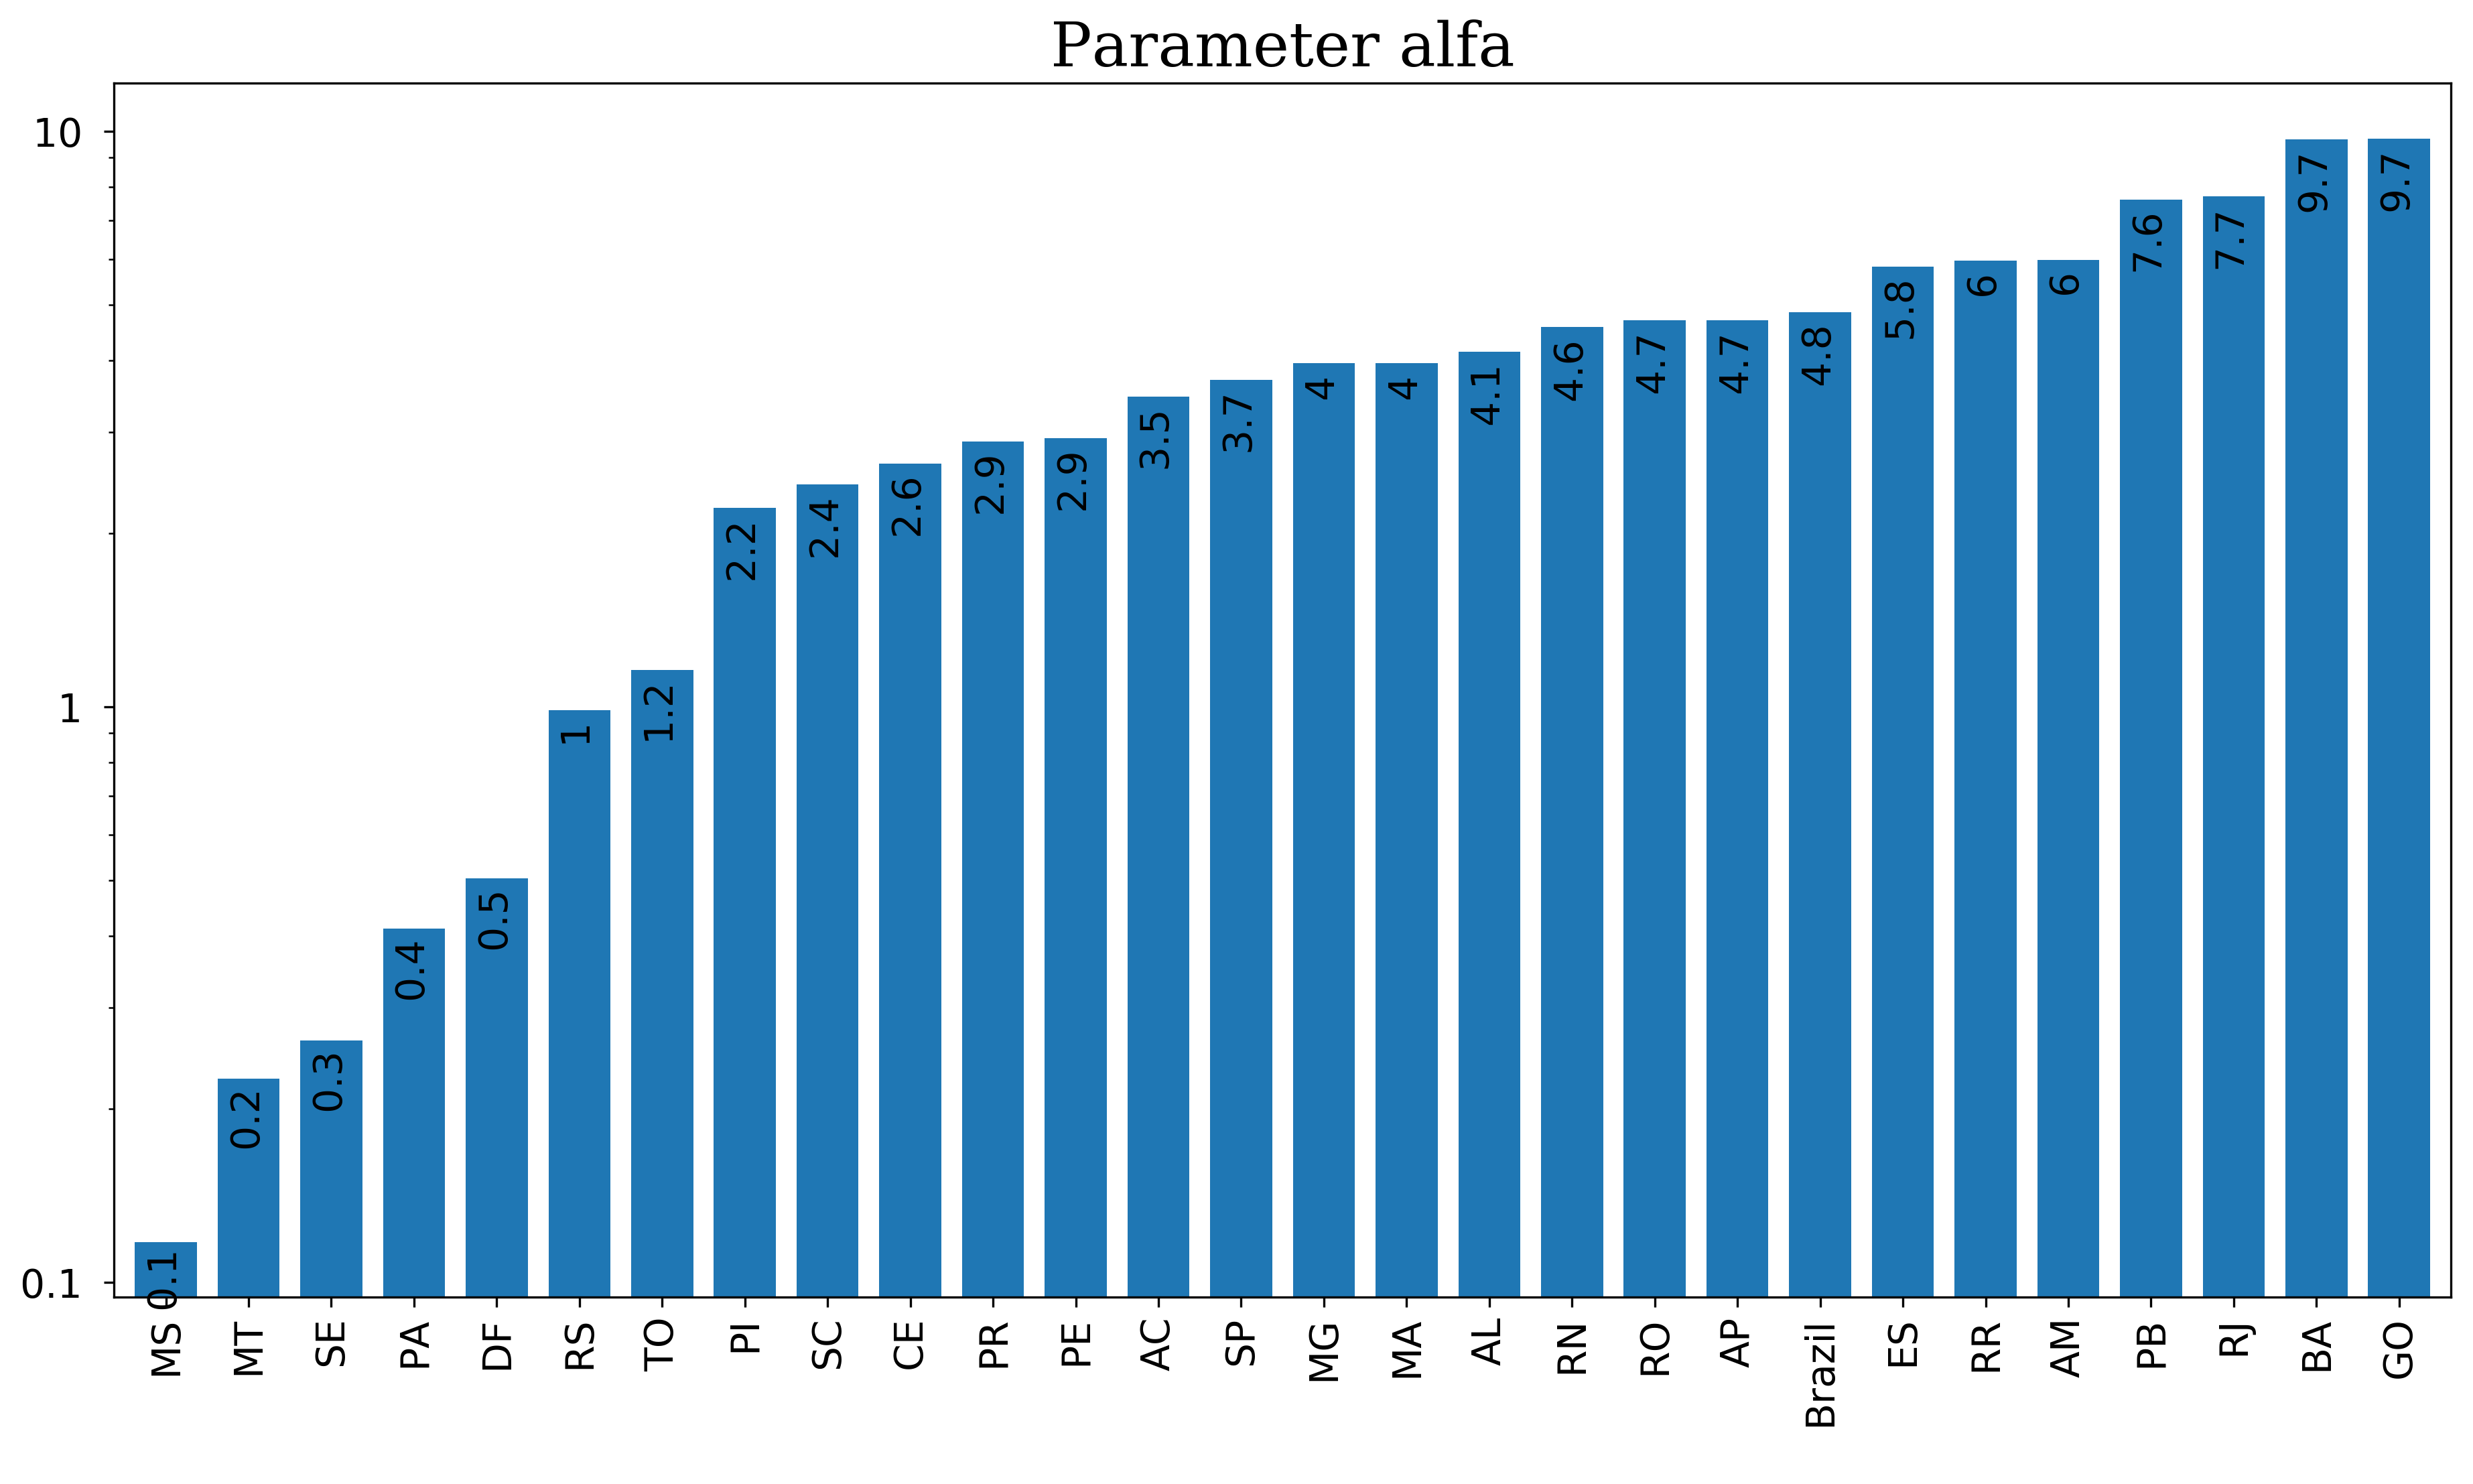 Parameter alfa
10
1
0.1
0.1
0.2
0.3
0.4
0.5
1
1.2
2.2
2.4
2.6
2.9
2.9
3.5
3.7
4
4
4.1
4.6
4.7
4.7
4.8
5.8
6
6
7.6
7.7
9.7
9.7
MS
MT
SE
PA
DF
RS
TO
PI
SC
CE
PR
PE
AC
SP
MG
MA
AL
RN
RO
AP
Brazil
ES
RR
AM
PB
RJ
BA
GO